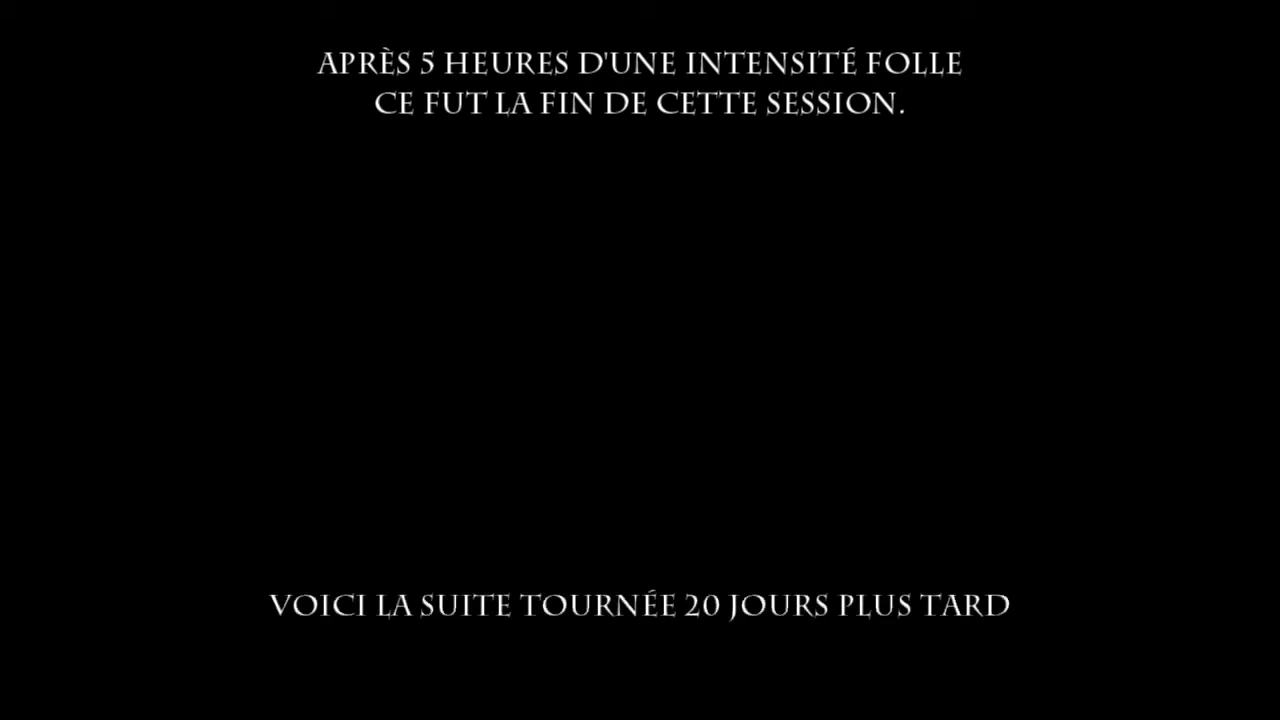 APRÈS 5 HEURES D'UNE INTENSITÉ FOLLE
CE FUT LA FIN DE CETTE SESSION.
VOICI LA SUITE TOURNÉE 20 JOURS PLUS TARD